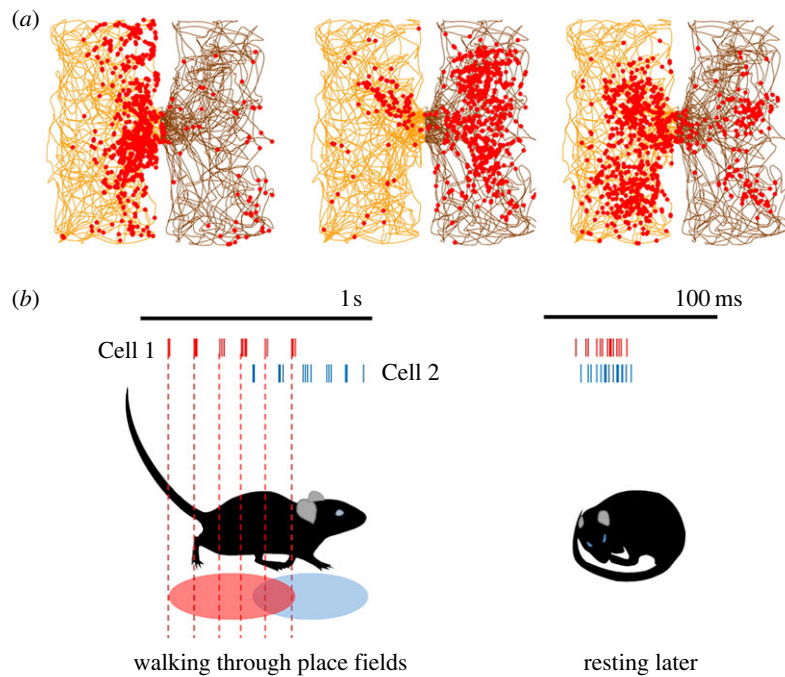 (a)
(b)
1 s
100 ms
Cell 1
Cell 2
walking through place fields
resting later